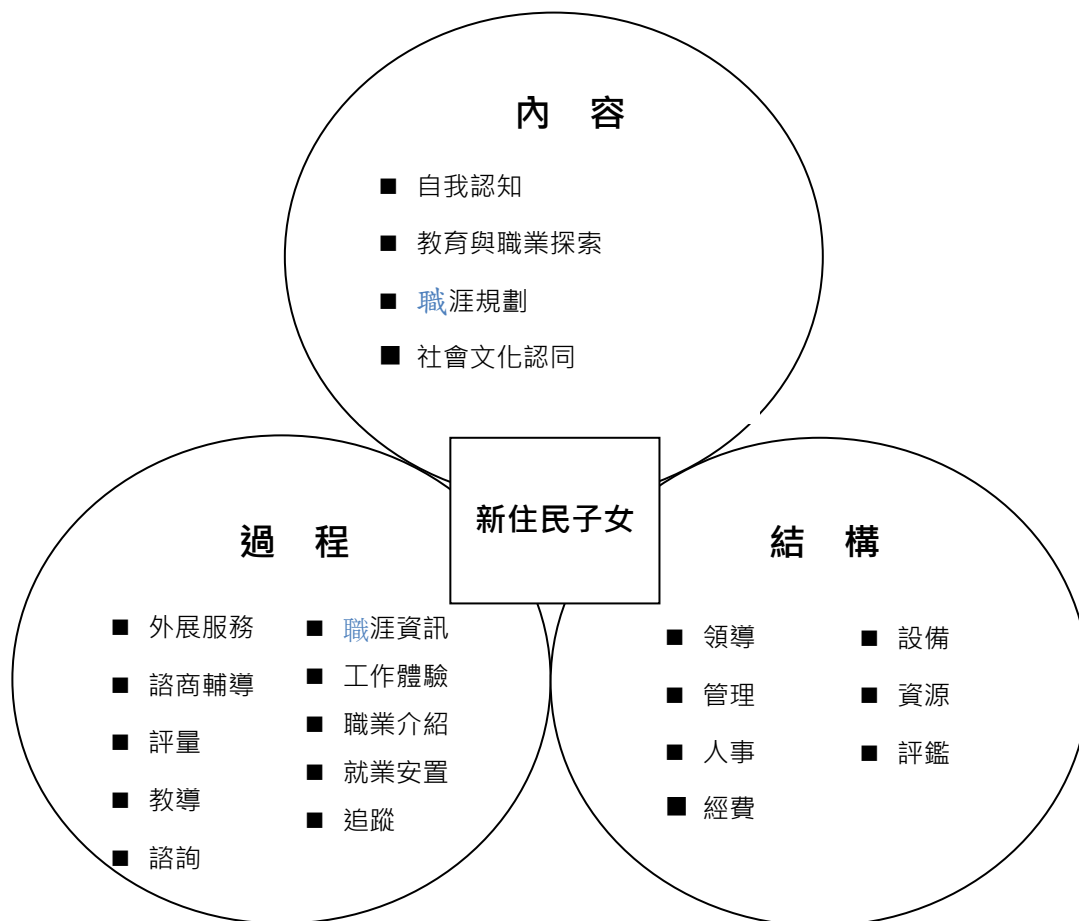 內 容
■ 自我認知
■ 教育與職業探索
■ 職涯規劃
■ 社會文化認同
新住民子女
過 程
■ 外展服務
■ 諮商輔導
■ 評量
■ 教導
■ 諮詢
■ 職涯資訊
■ 工作體驗
■ 職業介紹
■ 就業安置
■ 追蹤
結 構
■ 領導
■ 管理
■ 人事
■ 經費
■ 設備
■ 資源
■ 評鑑